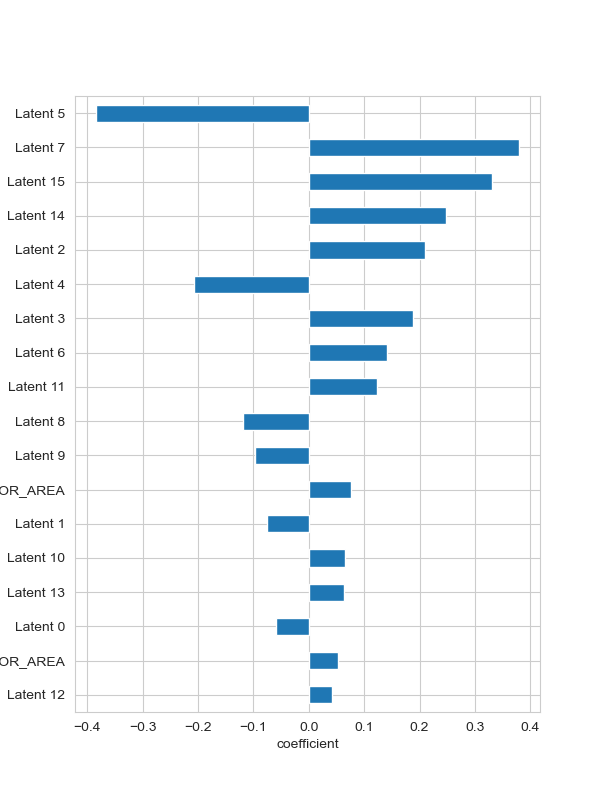 Latent 5
Latent 7
Latent 15
Latent 14
Latent 2
Latent 4
Latent 3
Latent 6
Latent 11
Latent 8
Latent 9
OR_AREA
Latent 1
Latent 10
Latent 13
Latent 0
OR_AREA
Latent 12
−0.4 −0.3 −0.2 −0.1 0.0 0.1 0.2 0.3 0.4
coefficient